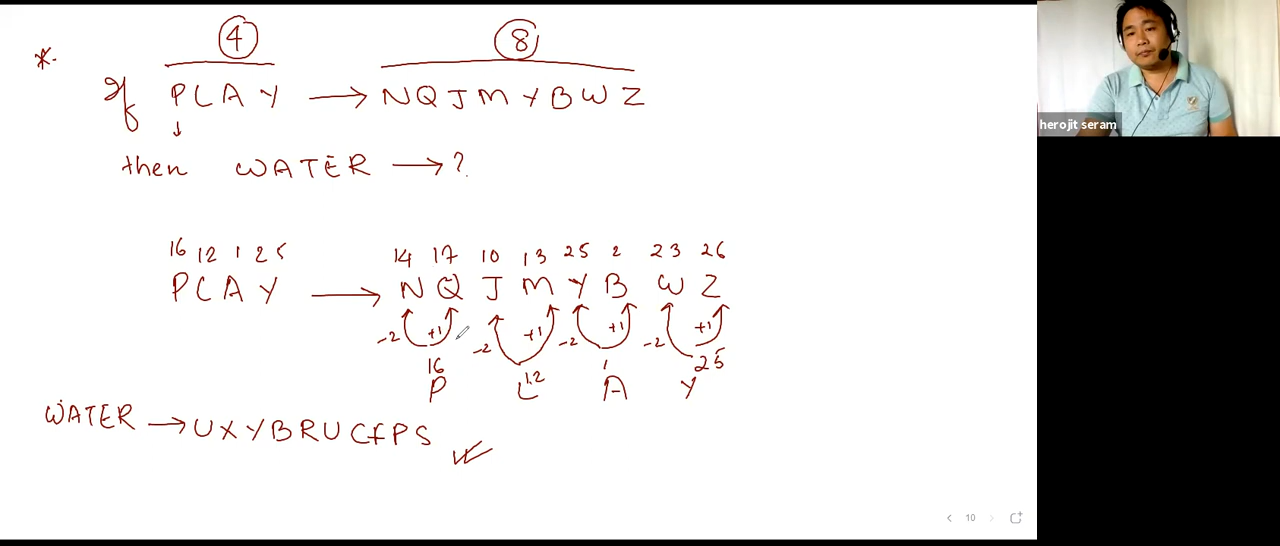 4 8
*. If PLAY → NQJMYBWZ
herojit seram
then WATER → ?
16 12 1 25 14 17 10 13 25 2 23 26
PLAY → N Q J M Y B W Z
-2 +1 -2 +1 -2 +1 -2 +1
16 12 1 25
P L A Y
WATER → UXYBRUCFPS
10